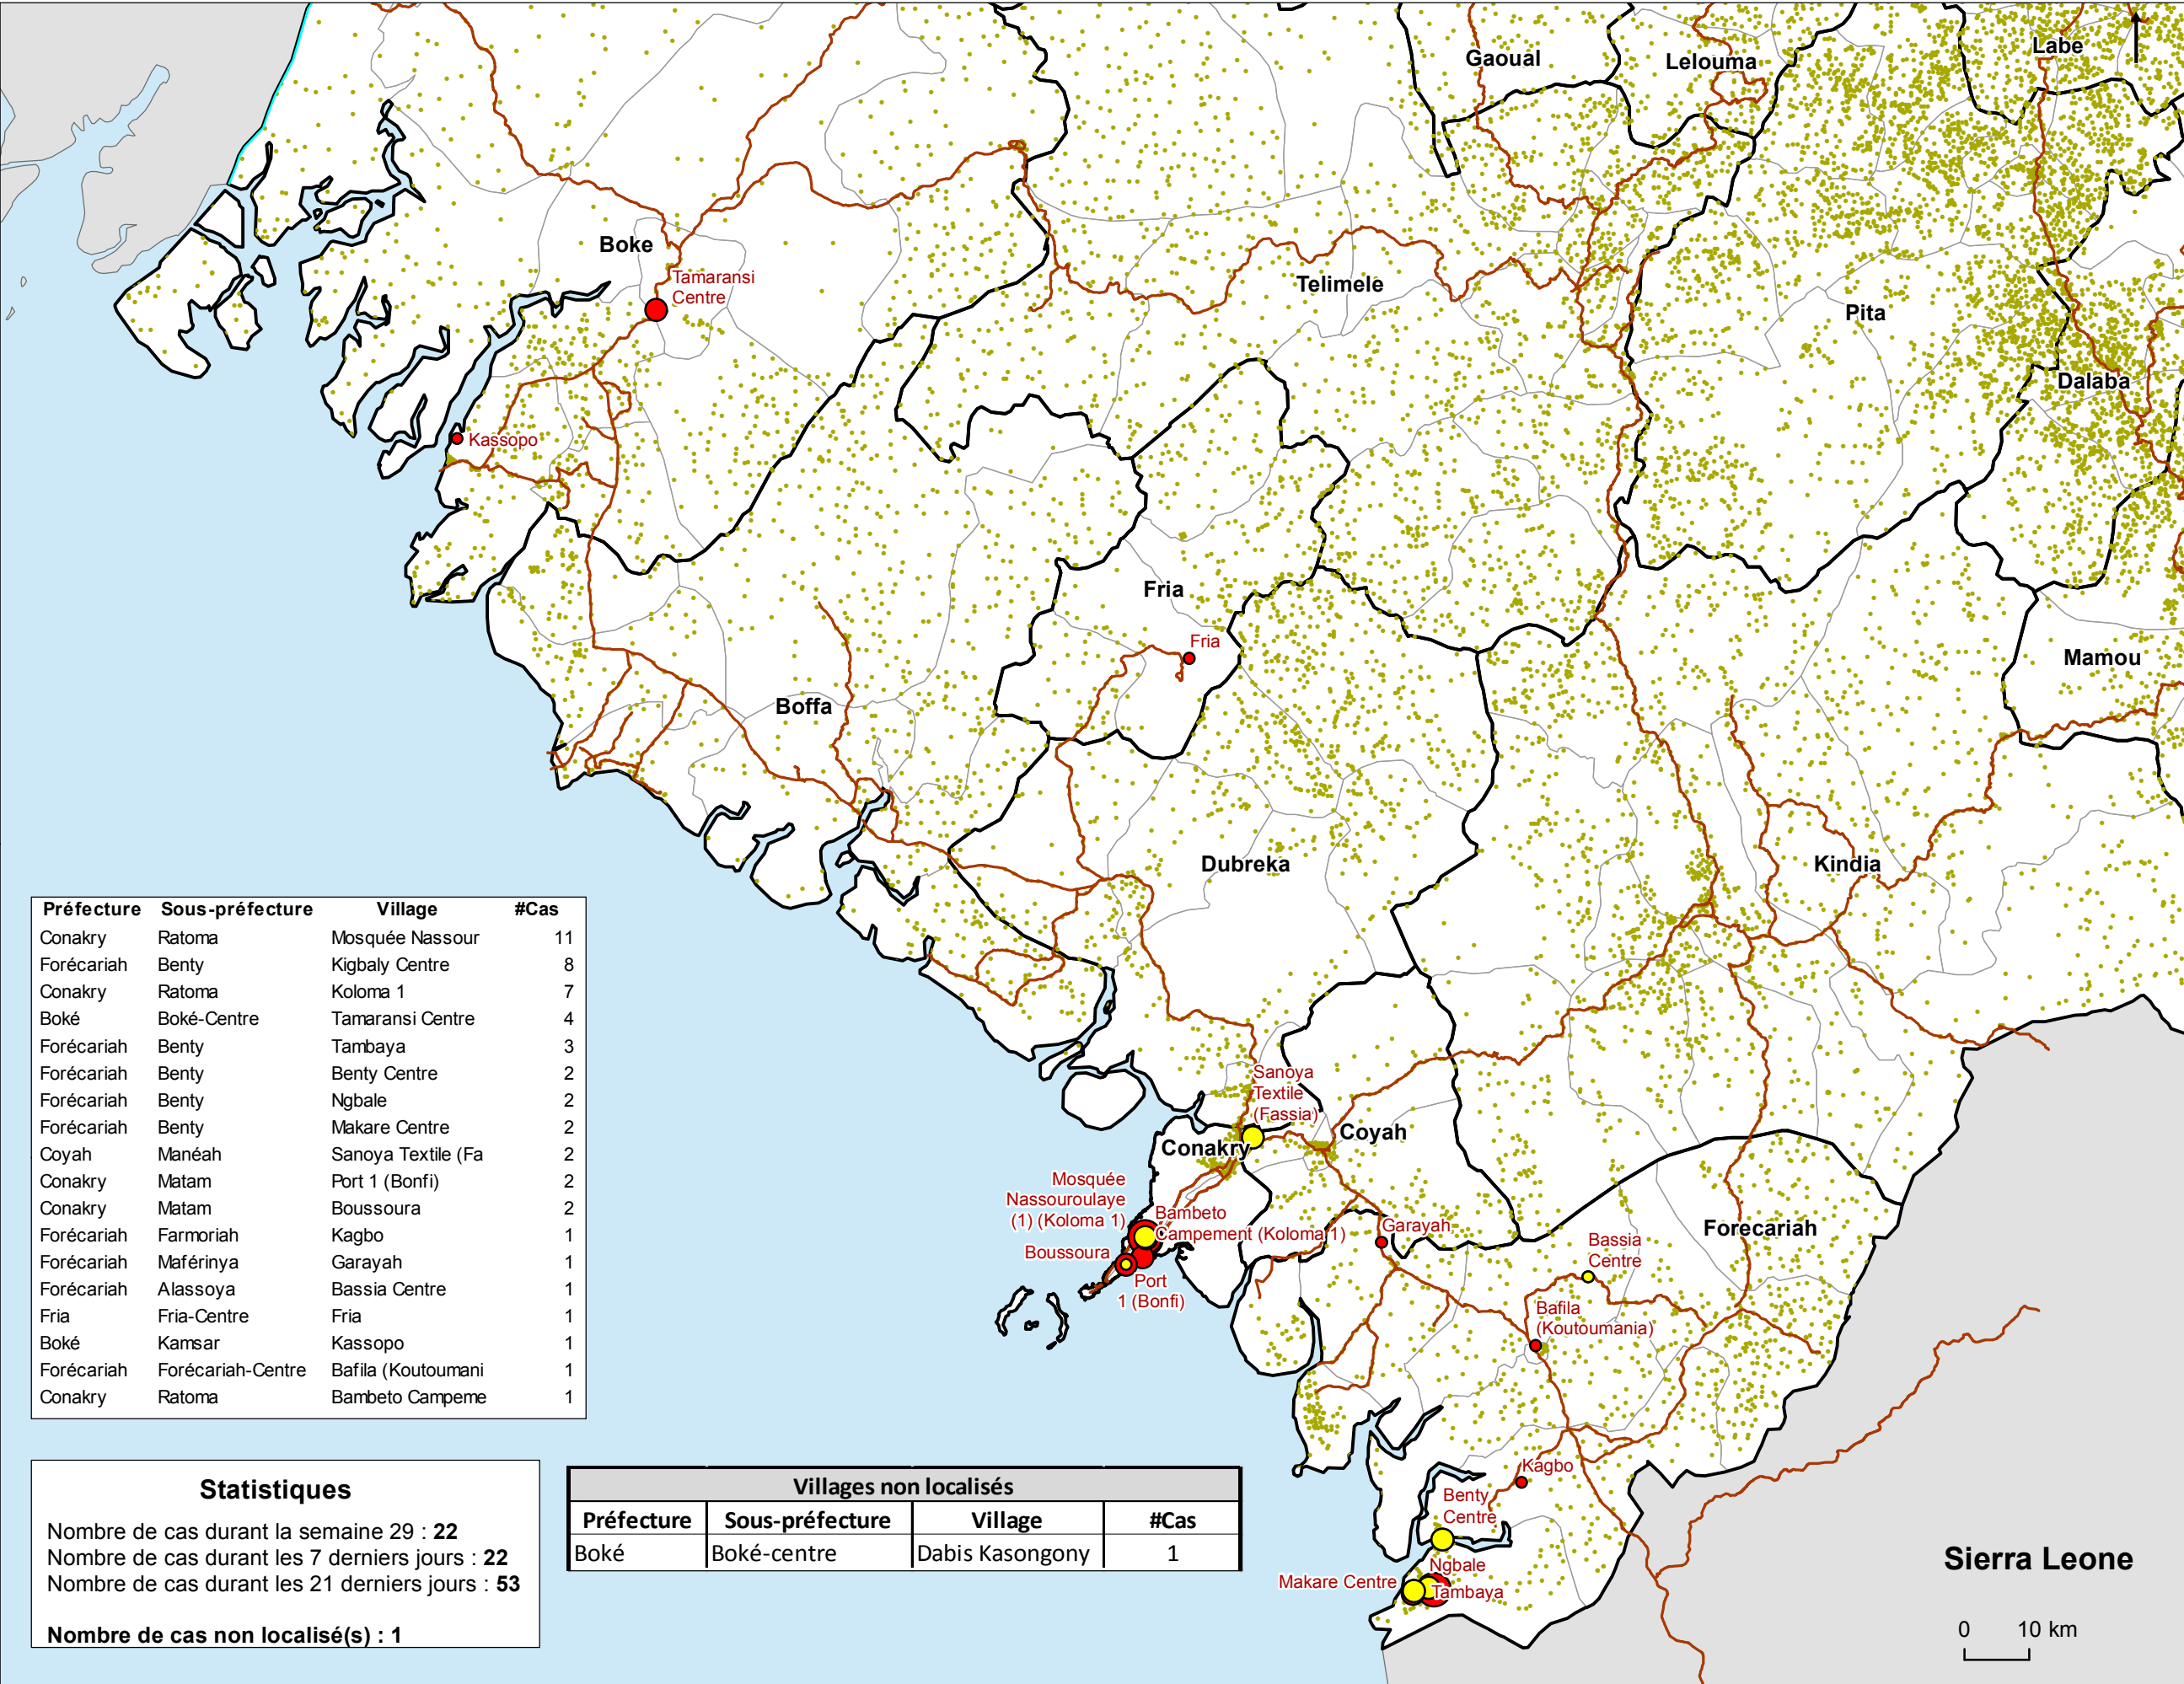 Gaoual
Lelouma
Labe
Boke
Tamaransi
Centre
Telimele
Pita
Dalaba
Kassopo
Fria
Fria
Mamou
Boffa
Dubreka
Kindia
Préfecture Sous-préfecture Village #Cas
Conakry Ratoma Mosquée Nassour 11
Forécariah Benty Kigbaly Centre 8
Conakry Ratoma Koloma 1 7
Boké Boké-Centre Tamaransi Centre 4
Forécariah Benty Tambaya 3
Forécariah Benty Benty Centre 2
Forécariah Benty Ngbale 2
Forécariah Benty Makare Centre 2
Coyah Manéah Sanoya Textile (Fa 2
Conakry Matam Port 1 (Bonfi) 2
Conakry Matam Boussoura 2
Forécariah Farmoriah Kagbo 1
Forécariah Maférinya Garayah 1
Forécariah Alassoya Bassia Centre 1
Fria Fria-Centre Fria 1
Boké Kamsar Kassopo 1
Forécariah Forécariah-Centre Bafila (Koutoumani 1
Conakry Ratoma Bambeto Campeme 1
Sanoya
Textile
(Fassia)
Conakry
Coyah
Mosquée
Nassouroulaye
(1) (Koloma 1)
Bambeto
Campement (Koloma 1)
Boussoura
Port
1 (Bonfi)
Garayah
Forecariah
Bassia
Centre
Bafila
(Koutoumania)
Kagbo
Benty
Centre
Ngbale
Makare Centre
Tambaya
Statistiques
Nombre de cas durant la semaine 29 : 22
Nombre de cas durant les 7 derniers jours : 22
Nombre de cas durant les 21 derniers jours : 53
Nombre de cas non localisé(s) : 1
Villages non localisés
Préfecture Sous-préfecture Village #Cas
Boké Boké-centre Dabis Kasongony 1
Sierra Leone
0 10 km